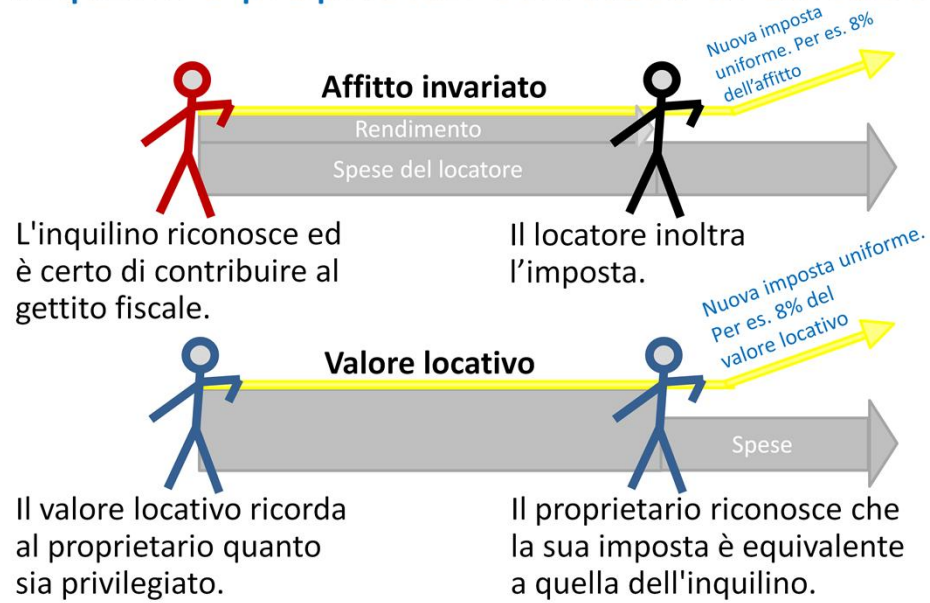 Nuova imposta
uniforme. Per es. 8%
dell'affitto
Affitto invariato
Rendimento
Spese del locatore
L'inquilino riconosce ed
è certo di contribuire al
gettito fiscale.
Il locatore inoltra
l'imposta.
Nuova imposta uniforme.
Per es. 8% del
valore locativo
Valore locativo
Spese
Il valore locativo ricorda
al proprietario quanto
sia privilegiato.
Il proprietario riconosce che
la sua imposta è equivalente
a quella dell'inquilino.